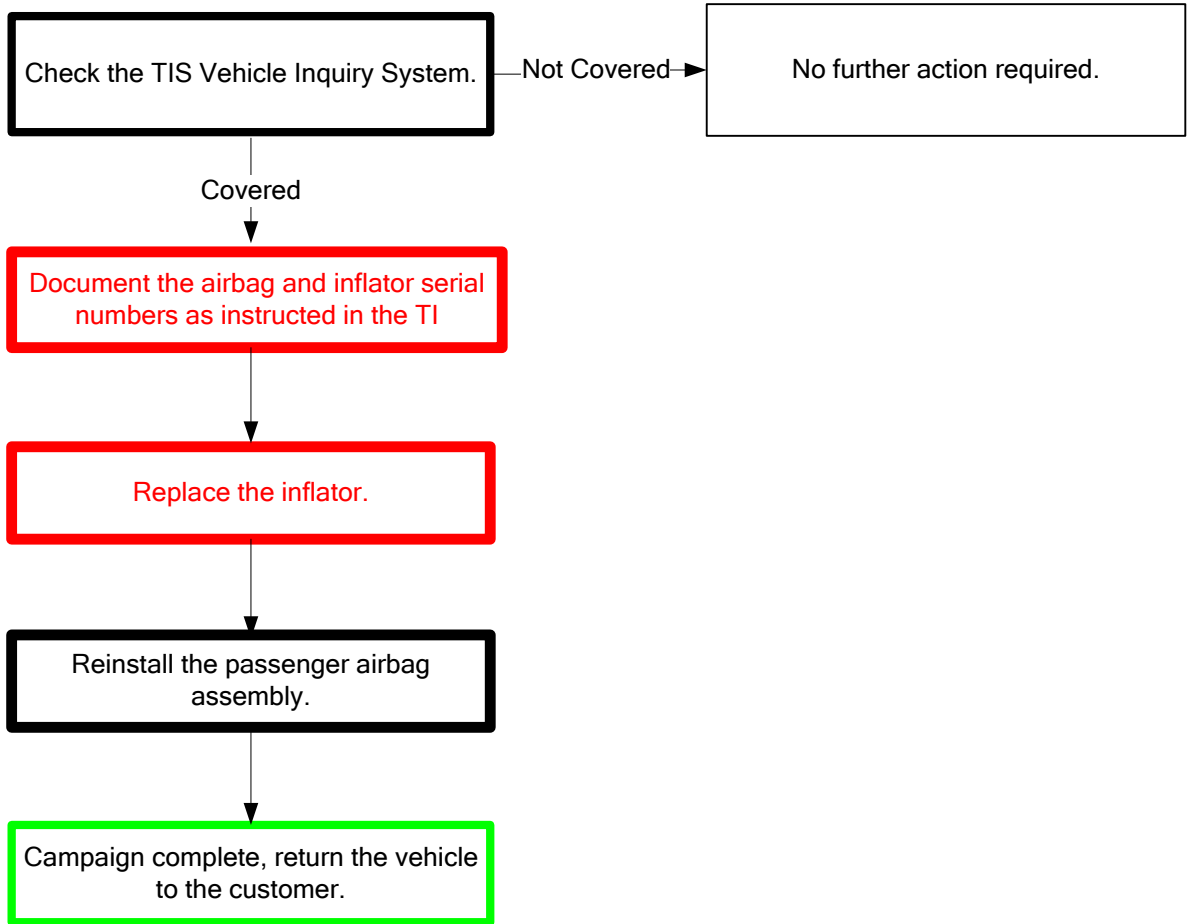 Check the TIS Vehicle Inquiry System.
Not Covered
No further action required.
Covered
Document the airbag and inflator serial
numbers as instructed in the TI
Replace the inflator.
Reinstall the passenger airbag
assembly.
Campaign complete, return the vehicle
to the customer.